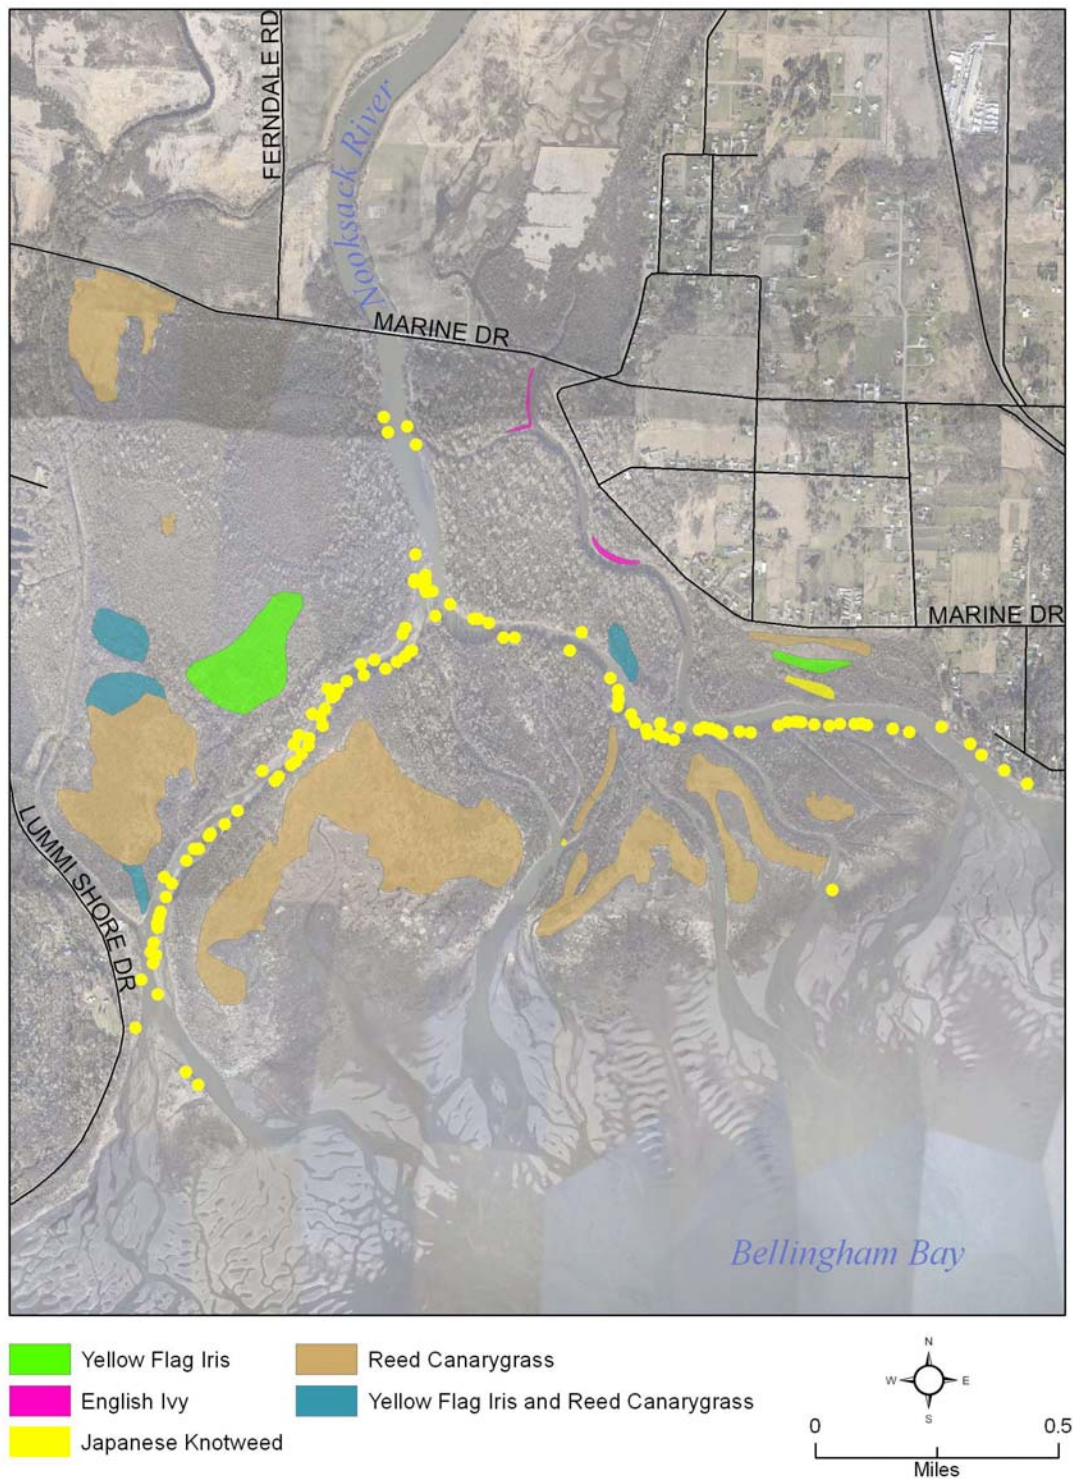 FERNDALE RD
Nooksack River
MARINE DR
MARINE DR
LUMMI SHORE DR
Bellingham Bay
Yellow Flag Iris
Reed Canarygrass
English Ivy
Yellow Flag Iris and Reed Canarygrass
Japanese Knotweed
N
W E
S
0 0.5
Miles